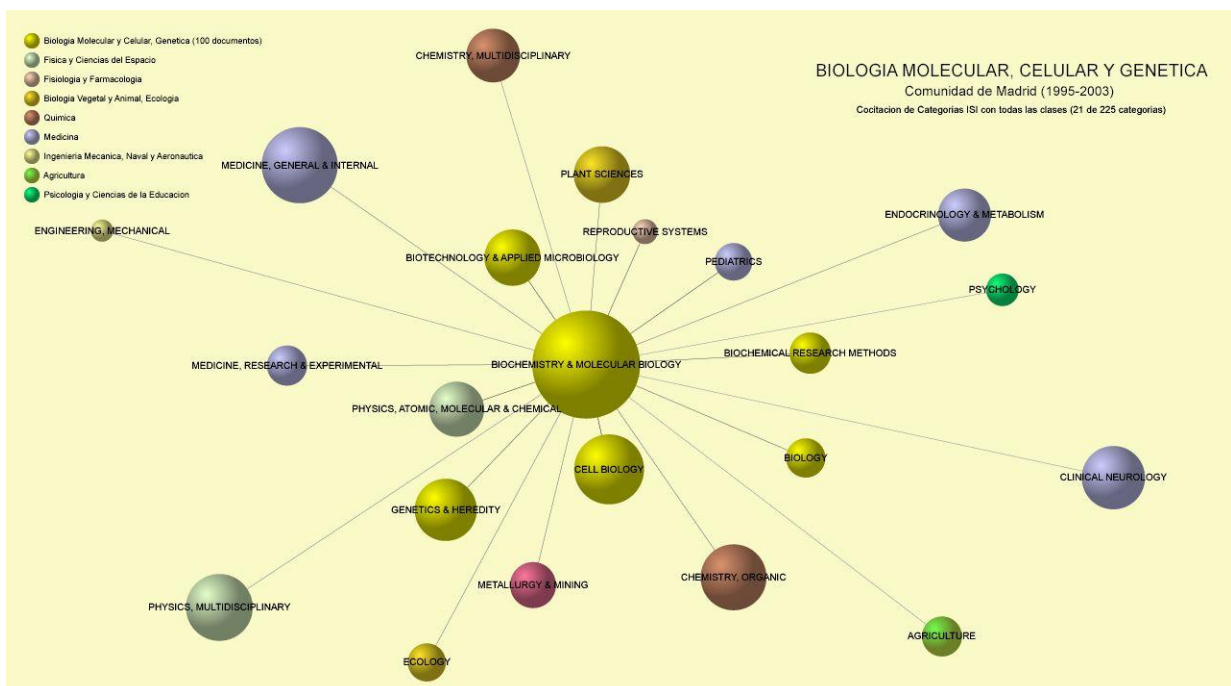 Biologia Molecular y Celular, Genetica (100 documentos)
Fisica y Ciencias del Espacio
Fisiologia y Farmacologia
Biologia Vegetal y Animal, Ecologia
Quimica
Medicina
Ingenieria Mecanica, Naval y Aeronautica
Agricultura
Psicologia y Ciencias de la Educacion
BIOLOGIA MOLECULAR, CELULAR Y GENETICA
Comunidad de Madrid (1995-2003)
Cocitacion de Categorias ISI con todas las clases (21 de 225 categorias)
CHEMISTRY, MULTIDISCIPLINARY
MEDICINE, GENERAL & INTERNAL
PLANT SCIENCES
ENDOCRINOLOGY & METABOLISM
ENGINEERING, MECHANICAL
REPRODUCTIVE SYSTEMS
BIOTECHNOLOGY & APPLIED MICROBIOLOGY
PEDIATRICS
PSYCHOLOGY
BIOCHEMICAL RESEARCH METHODS
MEDICINE, RESEARCH & EXPERIMENTAL
BIOCHEMISTRY & MOLECULAR BIOLOGY
PHYSICS, ATOMIC, MOLECULAR & CHEMICAL
BIOLOGY
CELL BIOLOGY
CLINICAL NEUROLOGY
GENETICS & HEREDITY
CHEMISTRY, ORGANIC
METALLURGY & MINING
PHYSICS, MULTIDISCIPLINARY
AGRICULTURE
ECOLOGY